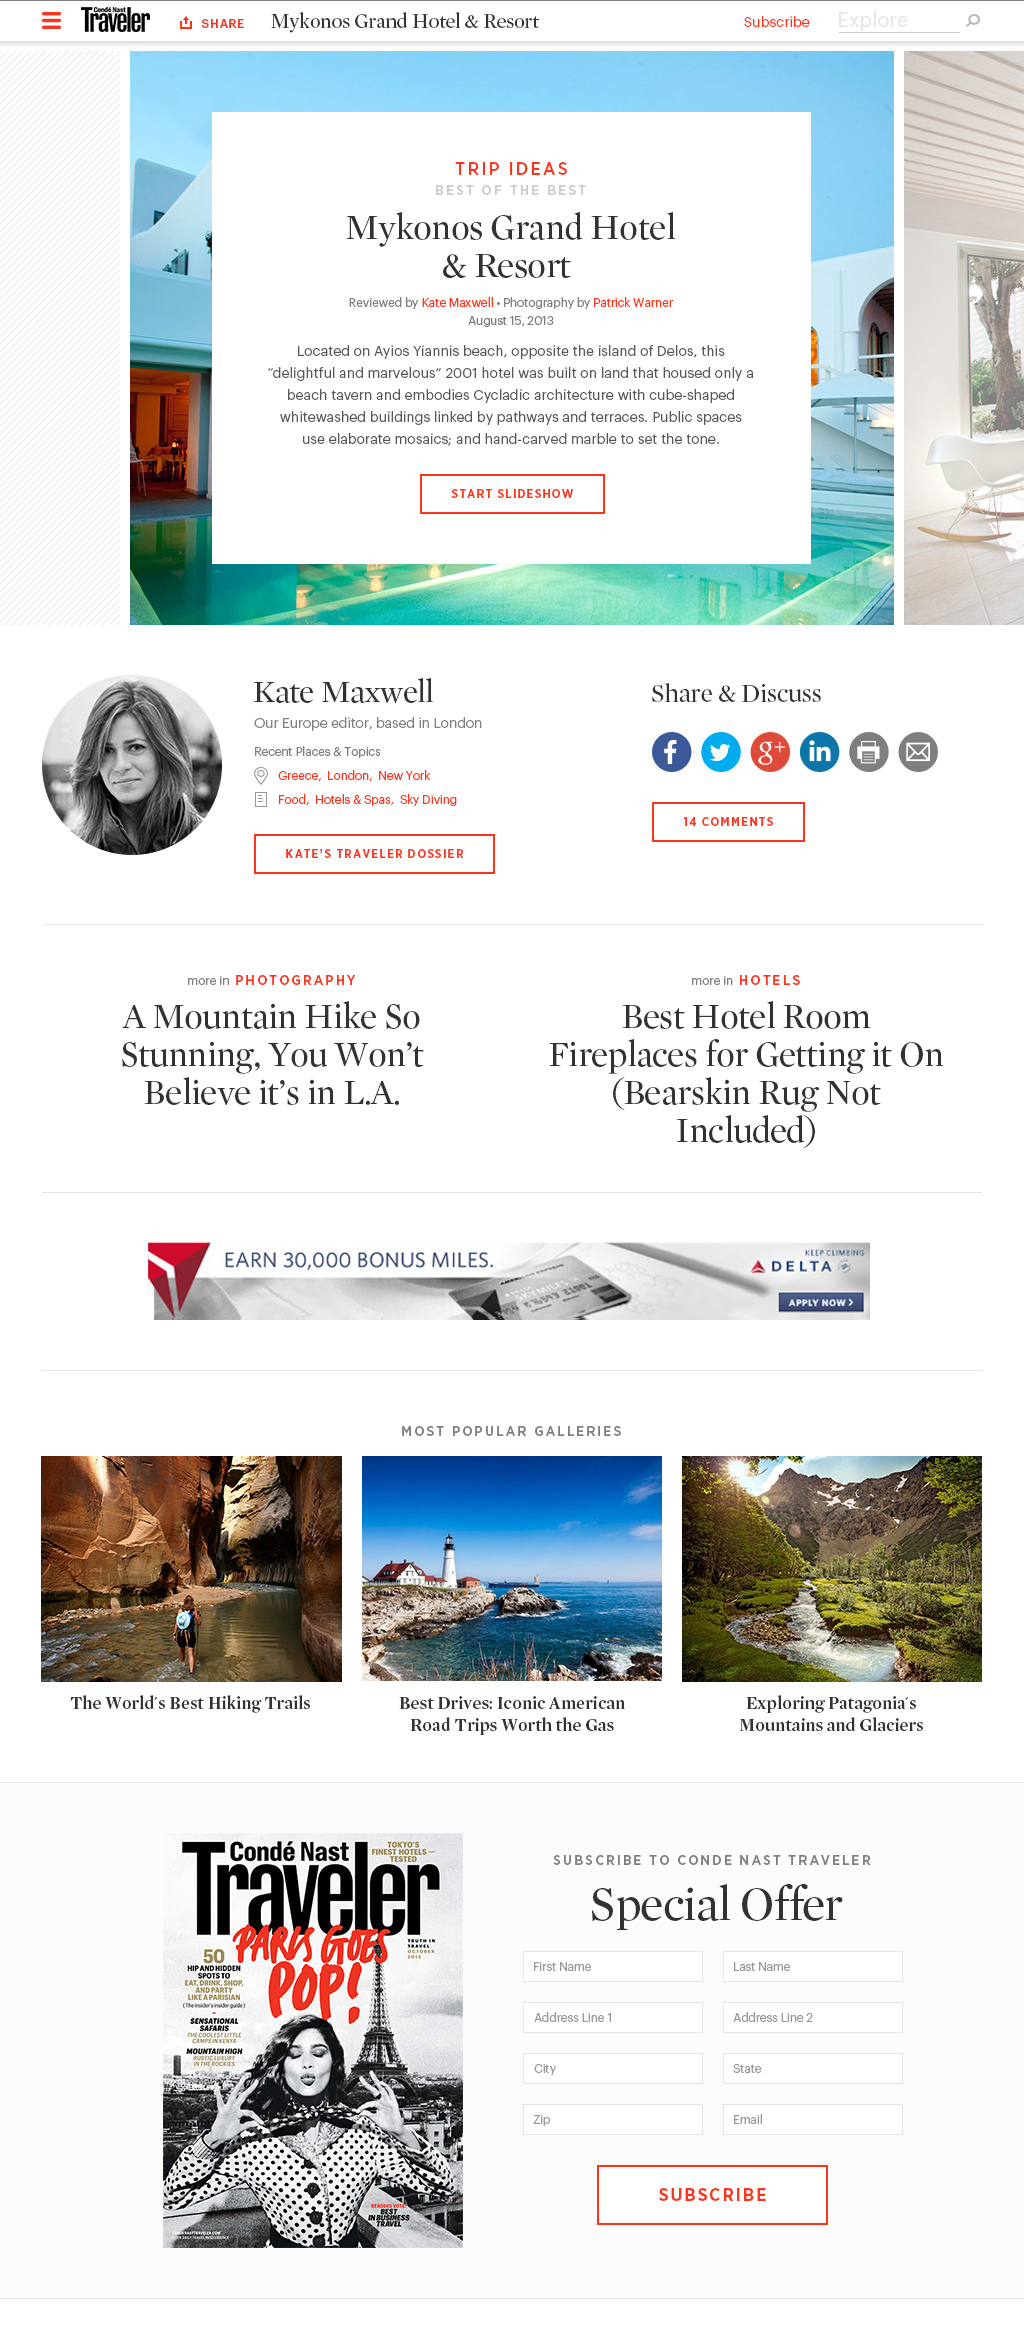 Condé Nast
Traveler
SHARE
Mykonos Grand Hotel & Resort
Subscribe
Explore
TRIP IDEAS
BEST OF THE BEST
Mykonos Grand Hotel
& Resort
Reviewed by Kate Maxwell • Photography by Patrick Warner
August 15, 2013
Located on Ayios Yiannis beach, opposite the island of Delos, this
“delightful and marvelous” 2001 hotel was built on land that housed only a
beach tavern and embodies Cycladic architecture with cube-shaped
whitewashed buildings linked by pathways and terraces. Public spaces
use elaborate mosaics; and hand-carved marble to set the tone.
START SLIDESHOW
Kate Maxwell
Our Europe editor, based in London
Recent Places & Topics
Greece, London, New York
Food, Hotels & Spas, Sky Diving
KATE’S TRAVELER DOSSIER
Share & Discuss
f
g+
in
14 COMMENTS
more in PHOTOGRAPHY
A Mountain Hike So
Stunning, You Won’t
Believe it’s in L.A.
more in HOTELS
Best Hotel Room
Fireplaces for Getting it On
(Bearskin Rug Not
Included)
EARN 30,000 BONUS MILES.
AMERICAN EXPRESS
KEEP CLIMBING
DELTA
APPLY NOW
MOST POPULAR GALLERIES
The World's Best Hiking Trails
Best Drives: Iconic American
Road Trips Worth the Gas
Exploring Patagonia's
Mountains and Glaciers
Condé Nast
Traveler
TOKYO'S
FINEST HOTELS—
TESTED
PARIS GOES
POP!
TRUTH IN
TRAVEL
OCTOBER
2013
50
HIP AND HIDDEN
SPOTS TO
EAT, DRINK, SHOP,
AND PARTY
LIKE A PARISIAN
(The insider's insider guide)
SENSATIONAL
SAFARIS
THE COOLEST LITTLE
CAMPS IN KENYA
MOUNTAIN HIGH
RUSTIC LUXURY
IN THE ROCKIES
READERS VOTE:
BEST
IN BUSINESS
TRAVEL
SUBSCRIBE TO CONDE NAST TRAVELER
Special Offer
First Name
Last Name
Address Line 1
Address Line 2
City
State
Zip
Email
SUBSCRIBE